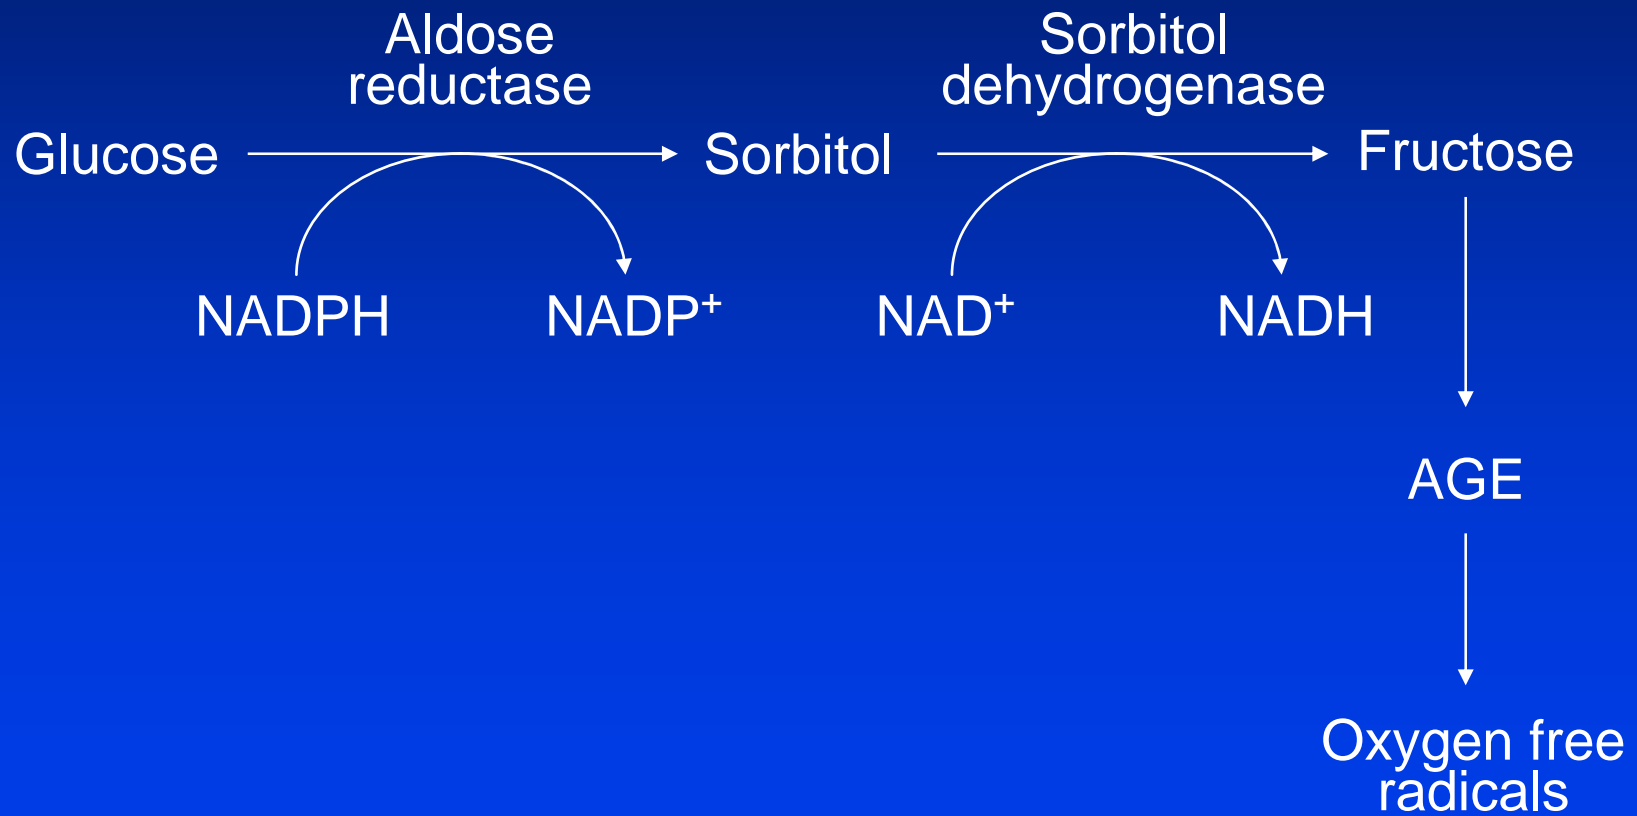 Aldose
reductase
Sorbitol
dehydrogenase
Glucose
Sorbitol
Fructose
NADPH
NADP⁺
NAD⁺
NADH
AGE
Oxygen free
radicals